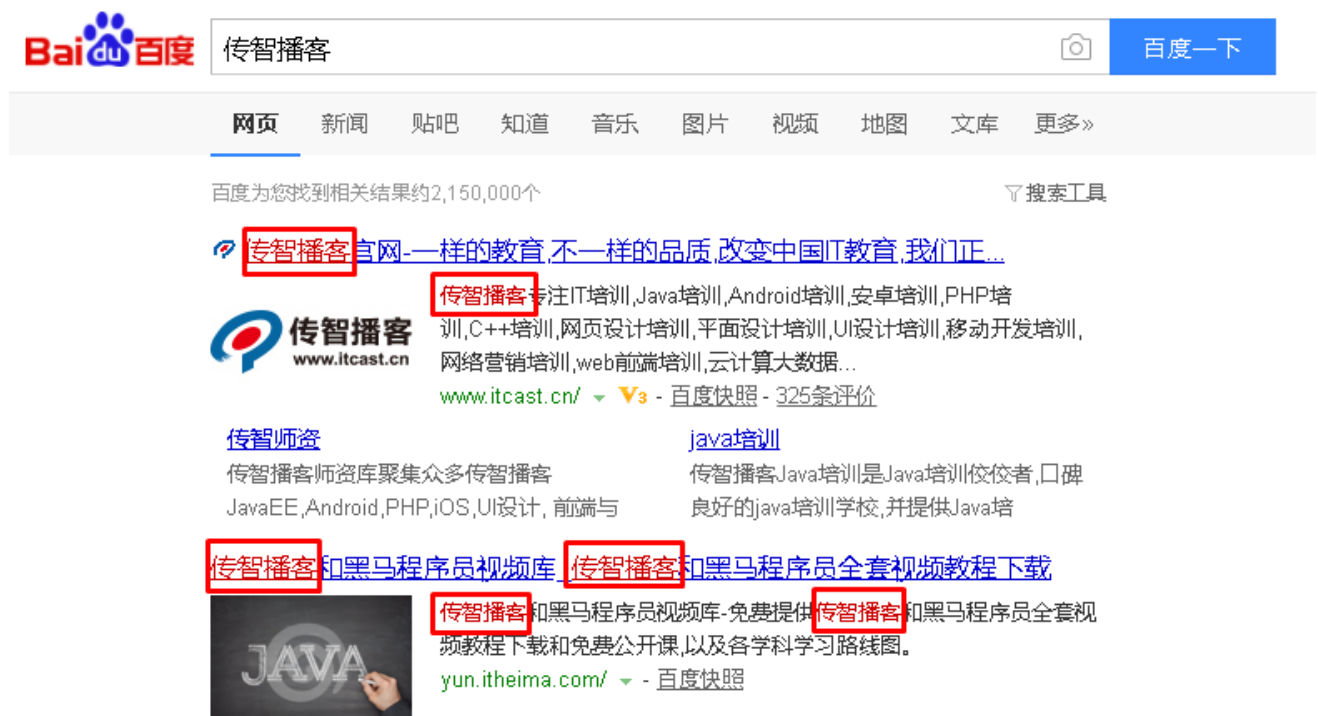 Bai du 百度 传智播客 百度一下
网页 新闻 贴吧 知道 音乐 图片 视频 地图 文库 更多»
百度为您找到相关结果约2,150,000个 搜索工具
传智播客官网-一样的教育,不一样的品质,改变中国IT教育,我们正...
传智播客专注IT培训,Java培训,Android培训,安卓培训,PHP培
训,C++培训,网页设计培训,平面设计培训,UI设计培训,移动开发培训,
网络营销培训,web前端培训,云计算大数据...
传智播客
www.itcast.cn
www.itcast.cn/ V3 - 百度快照 - 325条评价
传智师资
传智播客师资库聚集众多传智播客
JavaEE,Android,PHP,iOS,UI设计, 前端与
java培训
传智播客Java培训是Java培训佼佼者,口碑
良好的java培训学校,并提供Java培
传智播客和黑马程序员视频库_传智播客和黑马程序员全套视频教程下载
JAVA
传智播客和黑马程序员视频库-免费提供传智播客和黑马程序员全套视
频教程下载和免费公开课,以及各学科学习路线图。
yun.itheima.com/ - 百度快照